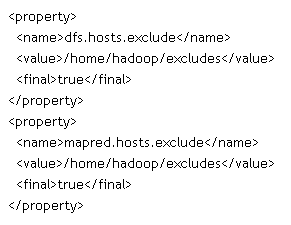 <property>
<name>dfs.hosts.exclude</name>
<value>/home/hadoop/excludes</value>
<final>true</final>
</property>
<property>
<name>mapred.hosts.exclude</name>
<value>/home/hadoop/excludes</value>
<final>true</final>
</property>